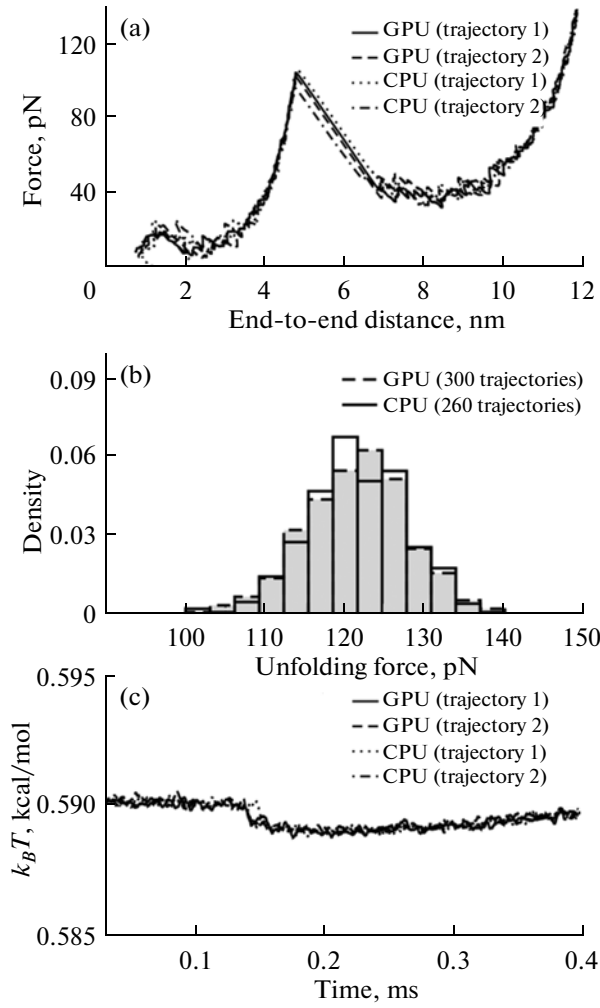 (a)
GPU (trajectory 1)
GPU (trajectory 2)
CPU (trajectory 1)
CPU (trajectory 2)
120
80
40
0
Force, pN
2 4 6 8 10 12
End-to-end distance, nm
(b)
GPU (300 trajectories)
CPU (260 trajectories)
0.09
0.06
0.03
0
Density
100 110 120 130 140 150
Unfolding force, pN
(c)
GPU (trajectory 1)
GPU (trajectory 2)
CPU (trajectory 1)
CPU (trajectory 2)
0.595
0.590
0.585
k_BT, kcal/mol
0.1 0.2 0.3 0.4
Time, ms